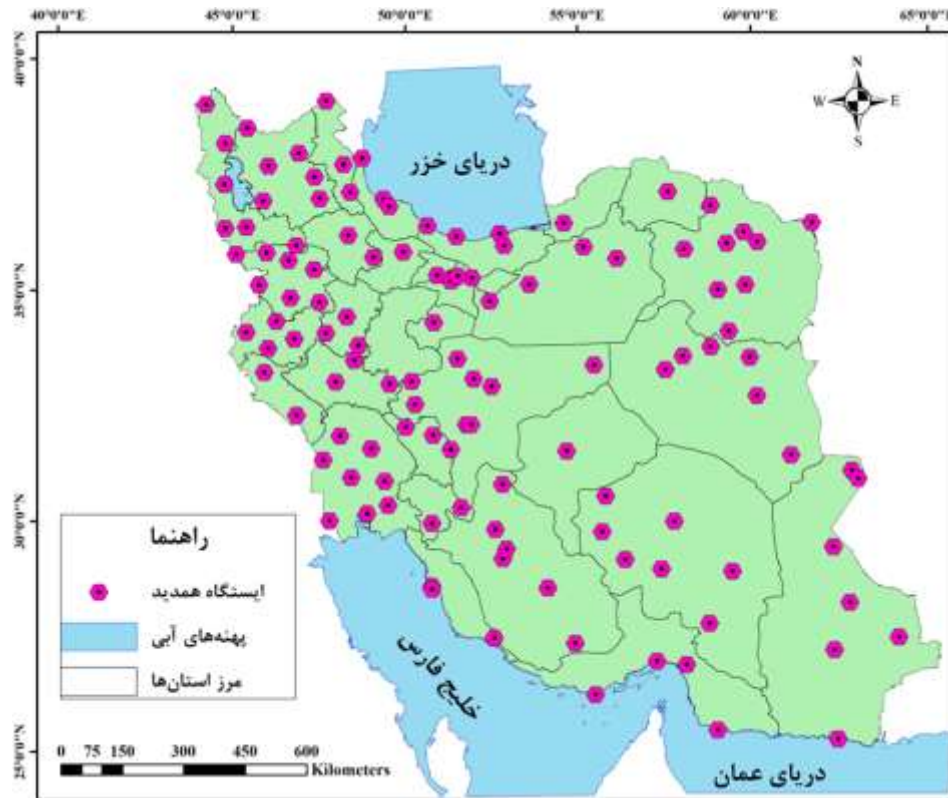 40°0'0"E 45°0'0"E 50°0'0"E 55°0'0"E 60°0'0"E 65°0'0"E
40°0'0"N
35°0'0"N
30°0'0"N
25°0'0"N
N
W E
S
دریای خزر
راهنما
ایستگاه همدید
پهنه‌های آبی
مرز استان‌ها
خلیج فارس
دریای عمان
0 75 150 300 450 600
Kilometers